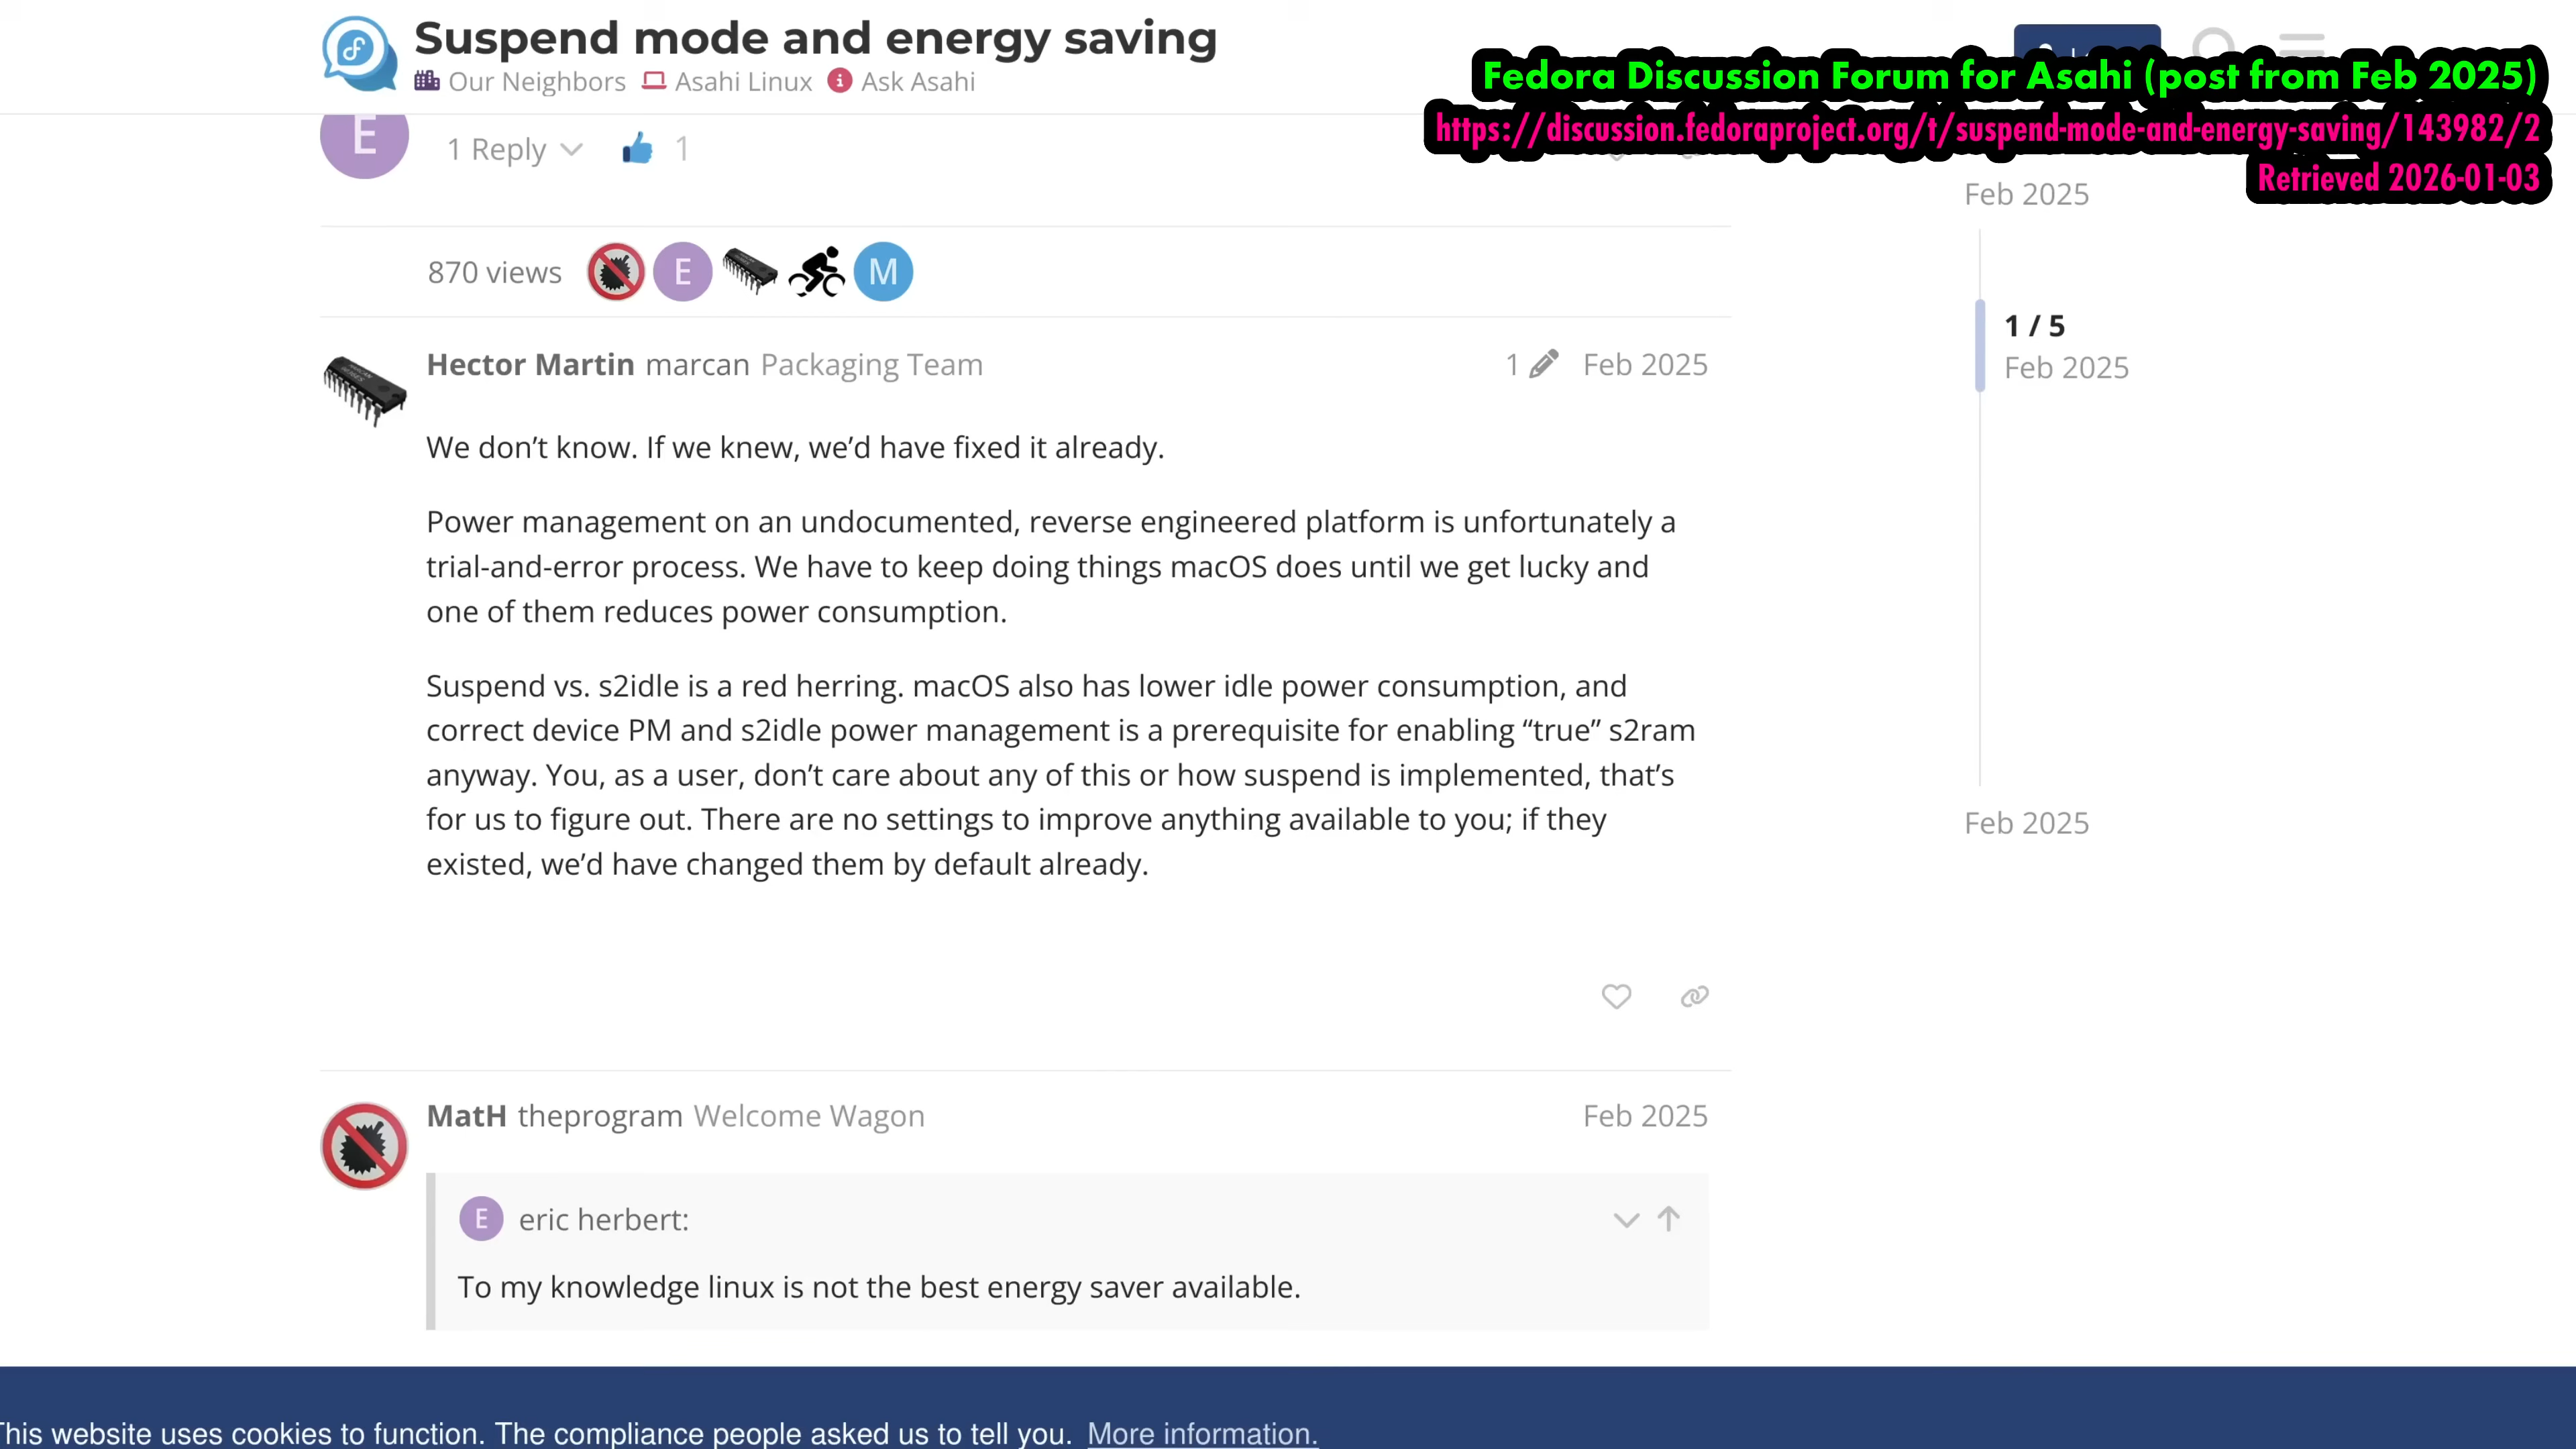 Suspend mode and energy saving
Our Neighbors Asahi Linux Ask Asahi
Fedora Discussion Forum for Asahi (post from Feb 2025)
https://discussion.fedoraproject.org/t/suspend-mode-and-energy-saving/143982/2
Retrieved 2026-01-03
E
1 Reply 1
Feb 2025
870 views E M
1 / 5
Feb 2025
Hector Martin marcan Packaging Team 1 Feb 2025
We don’t know. If we knew, we’d have fixed it already.
Power management on an undocumented, reverse engineered platform is unfortunately a
trial-and-error process. We have to keep doing things macOS does until we get lucky and
one of them reduces power consumption.
Suspend vs. s2idle is a red herring. macOS also has lower idle power consumption, and
correct device PM and s2idle power management is a prerequisite for enabling “true” s2ram
anyway. You, as a user, don’t care about any of this or how suspend is implemented, that’s
for us to figure out. There are no settings to improve anything available to you; if they
existed, we’d have changed them by default already.
Feb 2025
MatH theprogram Welcome Wagon Feb 2025
E eric herbert:
To my knowledge linux is not the best energy saver available.
This website uses cookies to function. The compliance people asked us to tell you. More information.